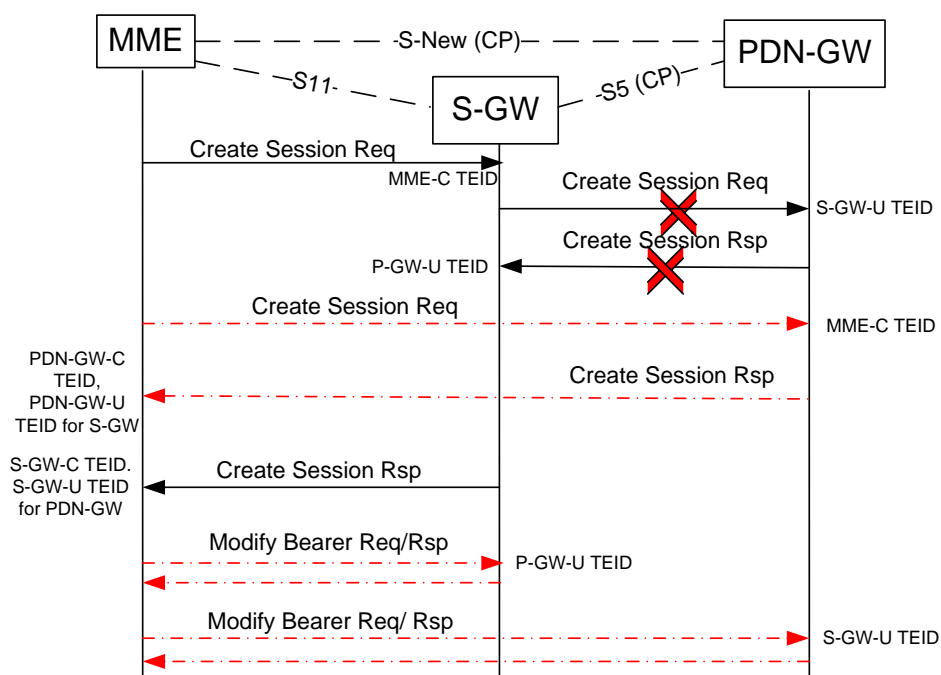 MME
S-New (CP)
PDN-GW
S11
S5 (CP)
S-GW
Create Session Req
MME-C TEID
Create Session Req
S-GW-U TEID
Create Session Rsp
P-GW-U TEID
Create Session Req
MME-C TEID
PDN-GW-C
TEID,
PDN-GW-U
TEID for S-GW
Create Session Rsp
S-GW-C TEID.
S-GW-U TEID
for PDN-GW
Create Session Rsp
Modify Bearer Req/Rsp
P-GW-U TEID
Modify Bearer Req/ Rsp
S-GW-U TEID